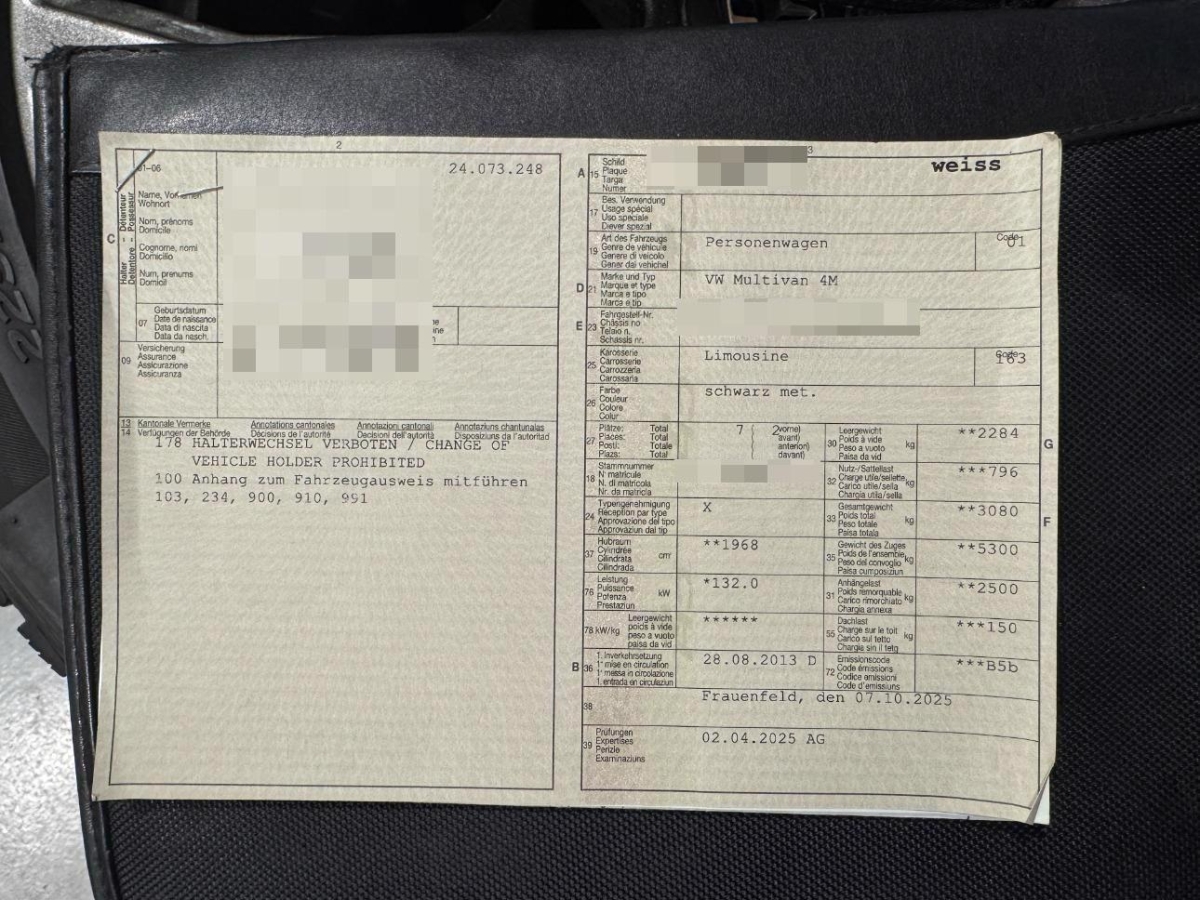 2
01-06
24.073.248
C
Halter - Détenteur
Detentore - Possessur
Name, Vornamen
Wohnort
Nom, prénoms
Domicile
Cognome, nomi
Domicilio
Num, prenums
Domicil
07
Geburtsdatum
Date de naissance
Data di nascita
Data da nasch.
09
Versicherung
Assurance
Assicurazione
Assicuranza
13
14
Kantonale Vermerke
Verfügungen der Behörde
Annotations cantonales
Décisions de l'autorité
Annotazioni cantonali
Decisioni dell'autorità
Annotaziuns chantunalas
Disposiziuns da l'autoritad
178 HALTERWECHSEL VERBOTEN / CHANGE OF
VEHICLE HOLDER PROHIBITED
100 Anhang zum Fahrzeugausweis mitführen
103, 234, 900, 910, 991
3
A
15
Schild
Plaque
Targa
Numer
weiss
17
Bes. Verwendung
Usage spécial
Uso speciale
Diever spezial
19
Art des Fahrzeugs
Genre de véhicule
Genere di veicolo
Gener dal vehichel
Personenwagen
Code
01
D
21
Marke und Typ
Marque et type
Marca e tipo
Marca e tip
VW Multivan 4M
E
23
Fahrgestell-Nr.
Châssis no
Telaio n.
Schassis nr.
25
Karosserie
Carrosserie
Carrozzeria
Carossaria
Limousine
Code
163
26
Farbe
Couleur
Colore
Colur
schwarz met.
27
Plätze: Total
Places: Total
Posti: Totale
Plazs: Total
7
2(vorne)
avant)
anteriori)
davant)
30
Leergewicht
Poids à vide
Peso a vuoto
Paisa da vid
kg
**2284
G
18
Stammnummer
N° matricule
N. di matricola
Nr. da matricla
32
Nutz-/Sattellast
Charge utile/sellette
Carico utile/sella
Chargia utila/sella
kg
***796
24
Typengenehmigung
Réception par type
Approvazione del tipo
Approvaziun dal tip
X
33
Gesamtgewicht
Poids total
Peso totale
Paisa totala
kg
**3080
F
37
Hubraum
Cylindrée
Cilindrata
Cilindrada
cm³
**1968
35
Gewicht des Zuges
Poids de l'ensemble
Peso del convoglio
Paisa cumposiziun
kg
**5300
76
Leistung
Puissance
Potenza
Prestaziun
kW
*132.0
31
Anhängelast
Poids remorquable
Carico rimorchiato
Chargia annexa
kg
**2500
78
kW/kg
Leergewicht
poids à vide
peso a vuoto
paisa da vid
******
55
Dachlast
Charge sur le toit
Carico sul tetto
Chargia sin il tetg
kg
***150
B
36
1. Inverkehrsetzung
1re mise en circulation
1a messa in circolazione
1. entrada en circulaziun
28.08.2013 D
72
Emissionscode
Code émissions
Codice emissioni
Code d'emissiuns
***B5b
38
Frauenfeld, den 07.10.2025
39
Prüfungen
Expertises
Perizie
Examinaziuns
02.04.2025 AG